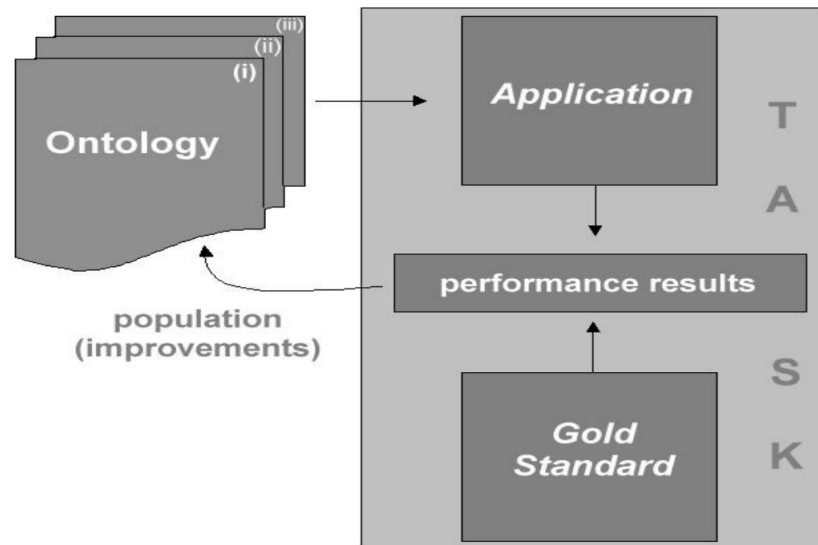 (iii)
(ii)
(i)
Ontology
population
(improvements)
Application
performance results
Gold
Standard
T
A
S
K